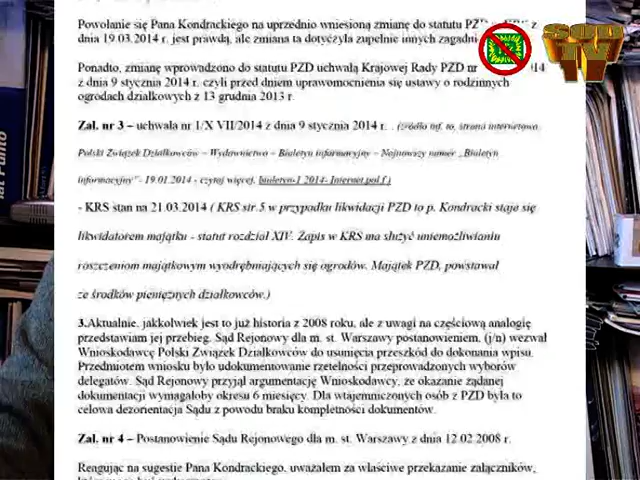 Powołanie się Pana Kondrackiego na uprzednio wniesioną zmianę do statutu PZD z
dnia 19.03.2014 r. jest prawdą, ale zmiana ta dotyczyła zupełnie innych zagadni
Ponadto, zmianę wprowadzono do statutu PZD uchwałą Krajowej Rady PZD nr 014
z dnia 9 stycznia 2014 r. czyli przed dniem uprawomocnienia się ustawy o rodzinnych
ogrodach działkowych z 13 grudnia 2013 r.
Zał. nr 3 – uchwała nr 1/X VII/2014 z dnia 9 stycznia 2014 r. . (źródło inf. to, strona internetowa
Polski Związek Działkowców – Wydawnictwo – Biuletyn informacyjny – Najnowszy numer „Biuletyn
informacyjny"- 19.01.2014 - czytaj więcej, biuletyn-1 2014- Internet.pdf.)
- KRS stan na 21.03.2014 ( KRS str.5 w przypadku likwidacji PZD to p. Kondracki staje się
likwidatorem majątku - statut rozdział XIV. Zapis w KRS ma służyć uniemożliwianiu
roszczeniom majątkowym wyodrębniających się ogrodów. Majątek PZD, powstawał
ze środków pieniężnych działkowców.)
3.Aktualnie, jakkolwiek jest to już historia z 2008 roku, ale z uwagi na częściową analogię
przedstawiam jej przebieg. Sąd Rejonowy dla m. st. Warszawy postanowieniem, (j/n) wezwał
Wnioskodawcę Polski Związek Działkowców do usunięcia przeszkód do dokonania wpisu.
Przedmiotem wniosku było udokumentowanie rzetelności przeprowadzonych wyborów
delegatów. Sąd Rejonowy przyjął argumentację Wnioskodawcy, że okazanie żądanej
dokumentacji wymagałoby okresu 6 miesięcy. Dla wtajemniczonych osób z PZD była to
celowa dezorientacja Sądu z powodu braku kompletności dokumentów.
Zał. nr 4 – Postanowienie Sądu Rejonowego dla m. st. Warszawy z dnia 12.02.2008 r.
Reagując na sugestie Pana Kondrackiego, uważałem za właściwe przekazanie załączników,